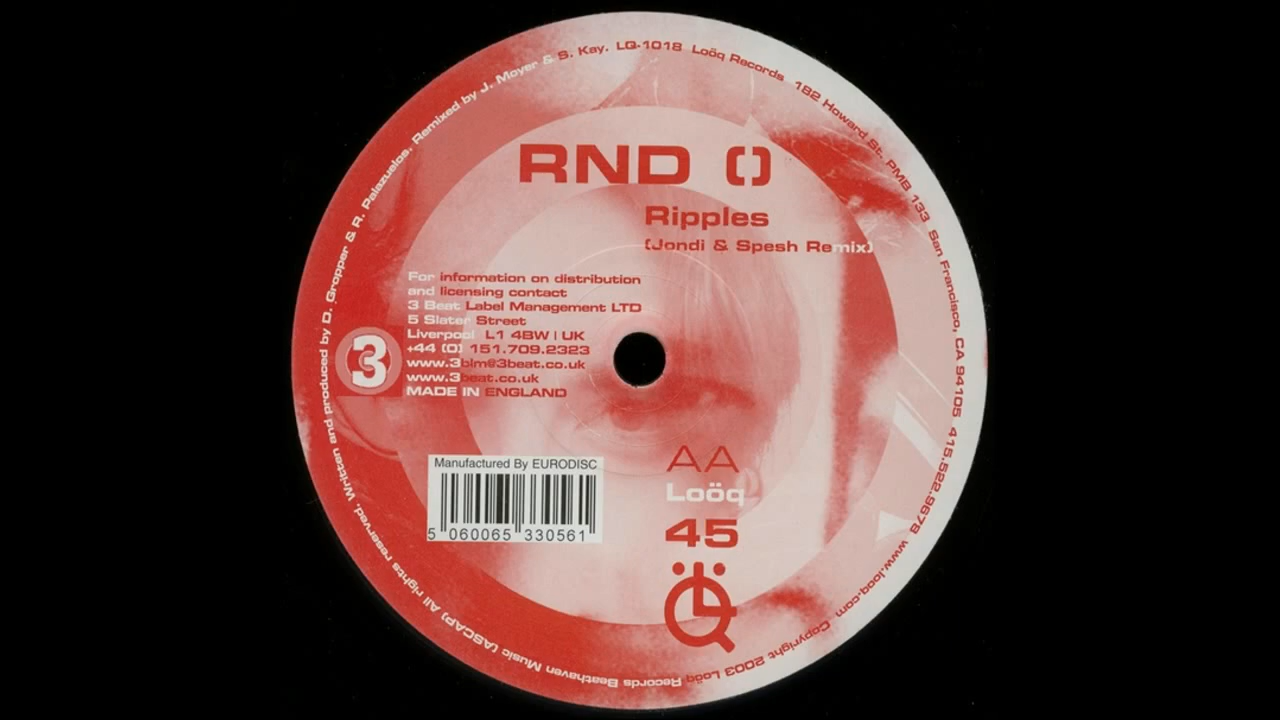 RND ()
Ripples
(Jondi & Spesh Remix)
For information on distribution
and licensing contact
3 Beat Label Management LTD
5 Slater Street
Liverpool L1 4BW | UK
+44 (0) 151.709.2323
www.3blm@3beat.co.uk
www.3beat.co.uk
MADE IN ENGLAND
3
Manufactured By EURODISC
5 060065 330561
AA
Looq
45
Written and produced by D. Gropper & R. Palazuelos. Remixed by J. Moyer & S. Kay. LQ-1018 Loöq Records 182 Howard St. PMB 133 San Francisco, CA 94105 415.522.9678 www.looq.com Copyright 2003 Loöq Records Beathaven Music (ASCAP) All rights reserved.